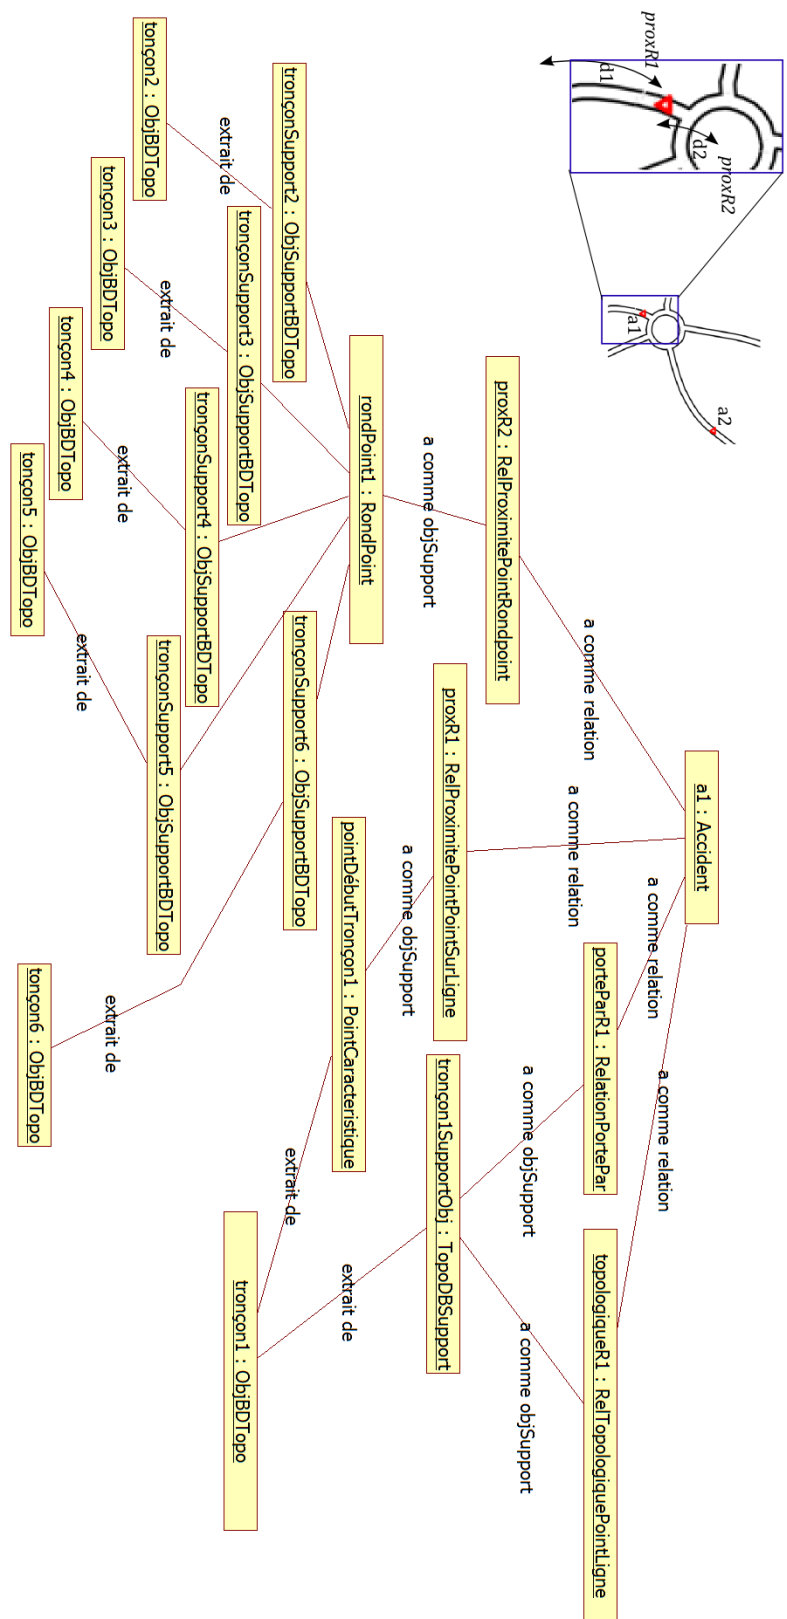 proxR1
d1
d2
proxR2
a1
a2
a1 : Accident
a comme relation
a comme relation
a comme relation
a comme relation
porteParR1 : RelationPortePar
topologiqueR1 : RelTopologiquePointLigne
proxR2 : RelProximitePointRondpoint
proxR1 : RelProximitePointPointSurLigne
a comme objSupport
a comme objSupport
a comme objSupport
a comme objSupport
tronçon1SupportObj : TopoDBSupport
rondPoint1 : RondPoint
pointDébutTronçon1 : PointCaracteristique
extrait de
extrait de
tronçonSupport2 : ObjSupportBDTopo
tronçonSupport6 : ObjSupportBDTopo
tronçonSupport3 : ObjSupportBDTopo
tronçon1 : ObjBDTopo
extrait de
tronçonSupport4 : ObjSupportBDTopo
tonçon2 : ObjBDTopo
extrait de
tronçonSupport5 : ObjSupportBDTopo
tonçon3 : ObjBDTopo
extrait de
extrait de
tonçon4 : ObjBDTopo
extrait de
tonçon5 : ObjBDTopo
tonçon6 : ObjBDTopo